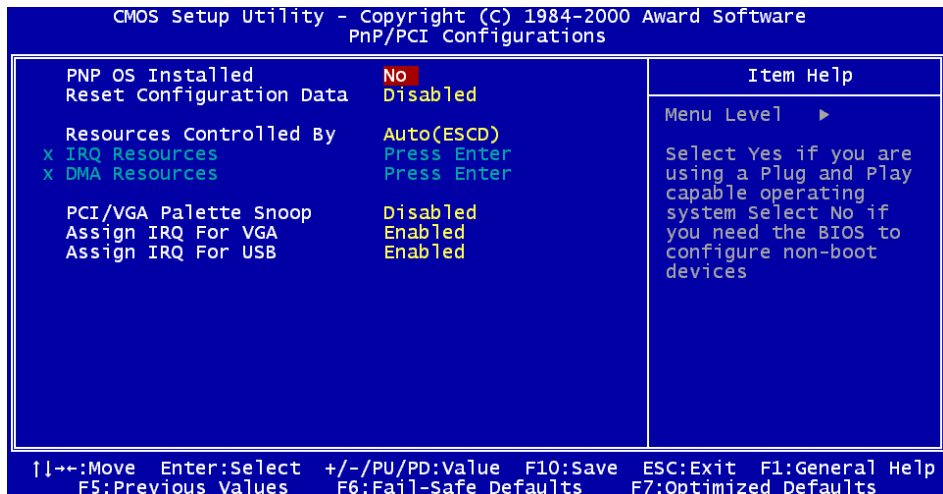 CMOS Setup Utility - Copyright (C) 1984-2000 Award Software
PnP/PCI Configurations
PNP OS Installed No
Reset Configuration Data Disabled
Resources Controlled By Auto(ESCD)
x IRQ Resources Press Enter
x DMA Resources Press Enter
PCI/VGA Palette Snoop Disabled
Assign IRQ For VGA Enabled
Assign IRQ For USB Enabled
Item Help
Menu Level ▶
Select Yes if you are
using a Plug and Play
capable operating
system Select No if
you need the BIOS to
configure non-boot
devices
↑↓→←:Move Enter:Select +/-/PU/PD:Value F10:Save ESC:Exit F1:General Help
F5:Previous Values F6:Fail-Safe Defaults F7:Optimized Defaults